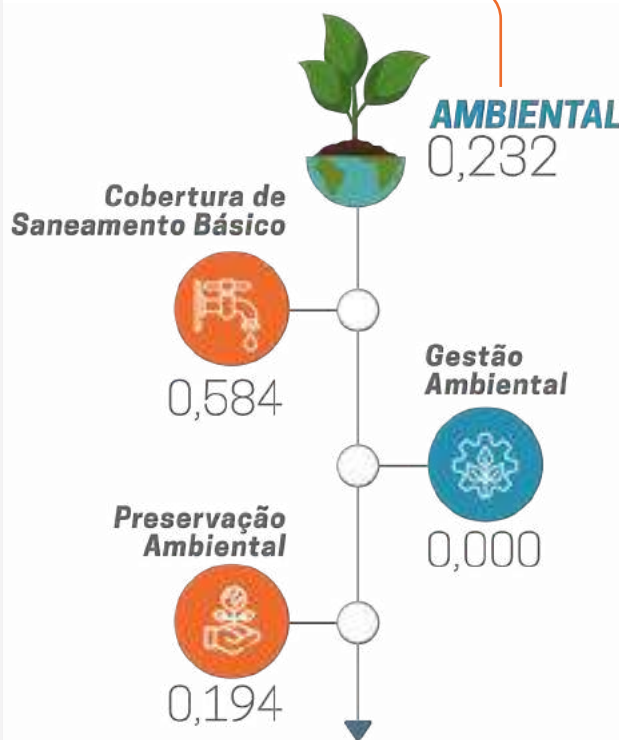 AMBIENTAL
0,232
Cobertura de
Saneamento Básico
0,584
Gestão
Ambiental
0,000
Preservação
Ambiental
0,194